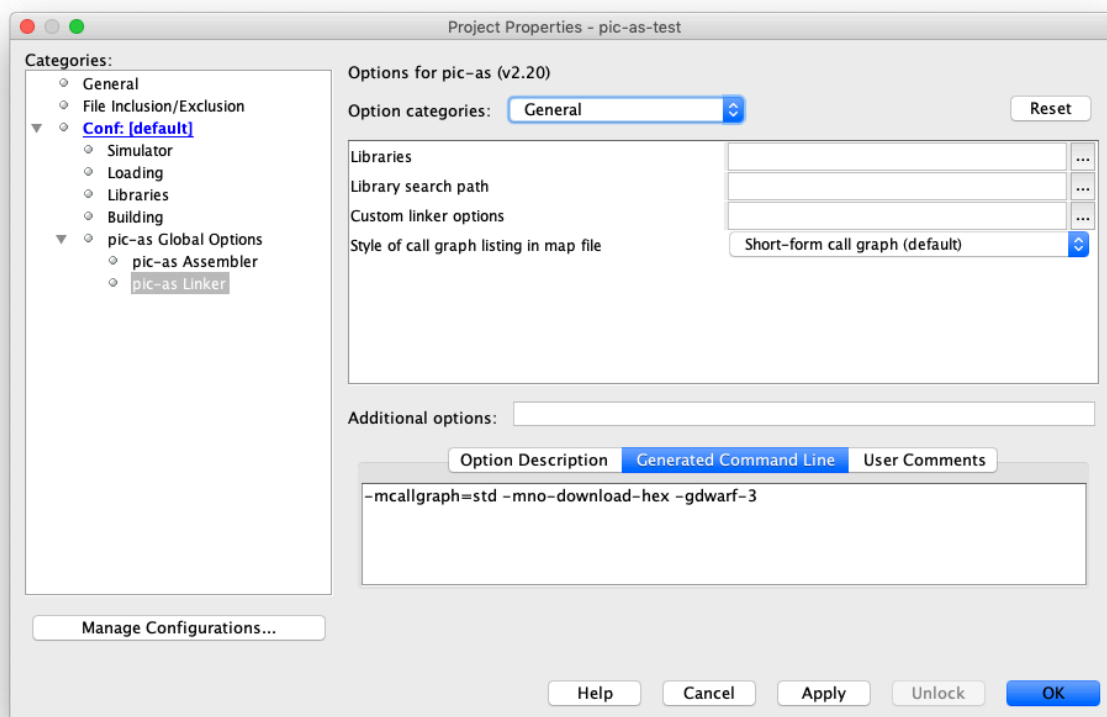 Project Properties - pic-as-test
Categories:
General
File Inclusion/Exclusion
Conf: [default]
Simulator
Loading
Libraries
Building
pic-as Global Options
pic-as Assembler
pic-as Linker
Manage Configurations...
Options for pic-as (v2.20)
Option categories: General Reset
Libraries ...
Library search path ...
Custom linker options ...
Style of call graph listing in map file Short-form call graph (default)
Additional options:
Option Description Generated Command Line User Comments
-mcallgraph=std -mno-download-hex -gdwarf-3
Help Cancel Apply Unlock OK